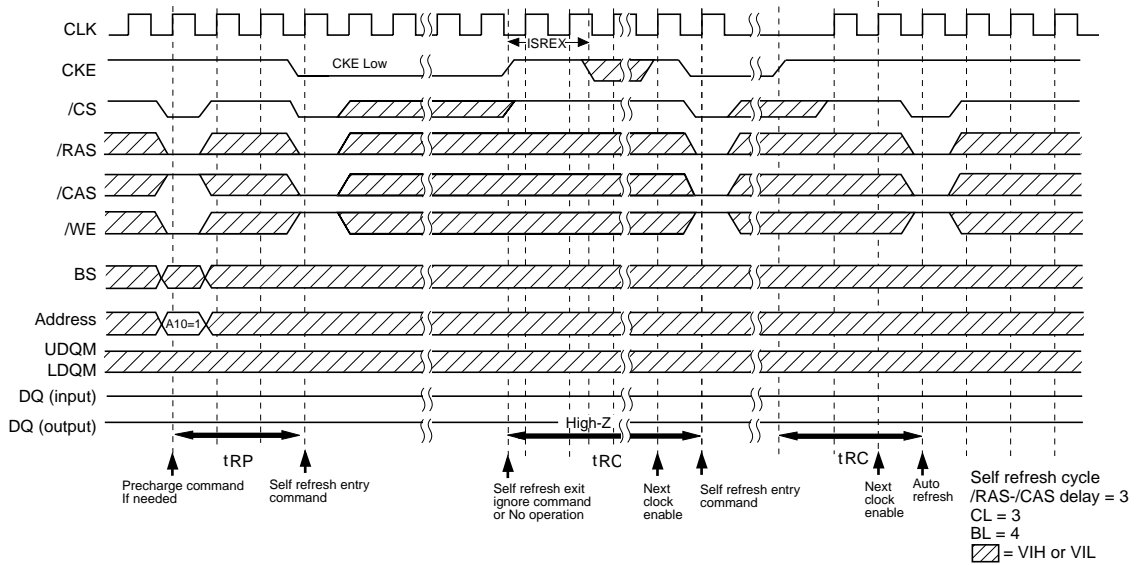 CLK
ISREX
CKE
CKE Low
/CS
/RAS
/CAS
/WE
BS
Address
A10=1
UDQM
LDQM
DQ (input)
DQ (output)
High-Z
tRP
tRC
tRC
Precharge command
If needed
Self refresh entry
command
Self refresh exit
ignore command
or No operation
Next
clock
enable
Self refresh entry
command
Next
clock
enable
Auto
refresh
Self refresh cycle
/RAS-/CAS delay = 3
CL = 3
BL = 4
= VIH or VIL